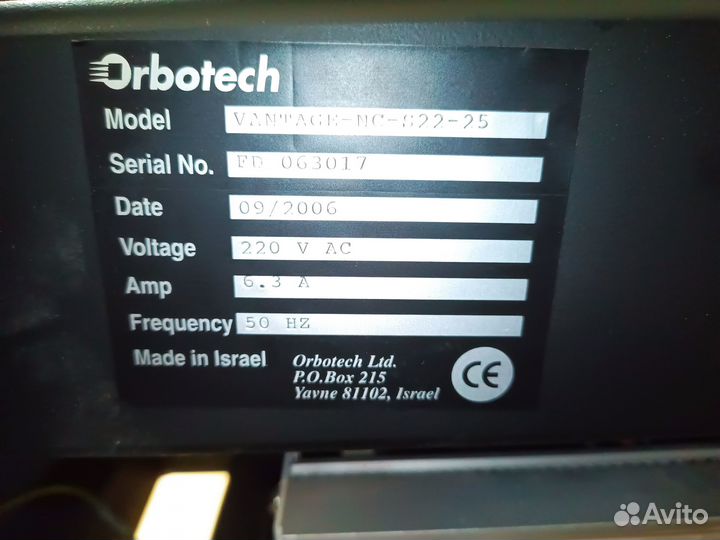 Orbotech
Model VANTAGE-NC-S22-25
Serial No. FD 063017
Date 09/2006
Voltage 220 V AC
Amp 6.3 A
Frequency 50 HZ
Made in Israel
Orbotech Ltd.
P.O.Box 215
Yavne 81102, Israel
CE
Avito